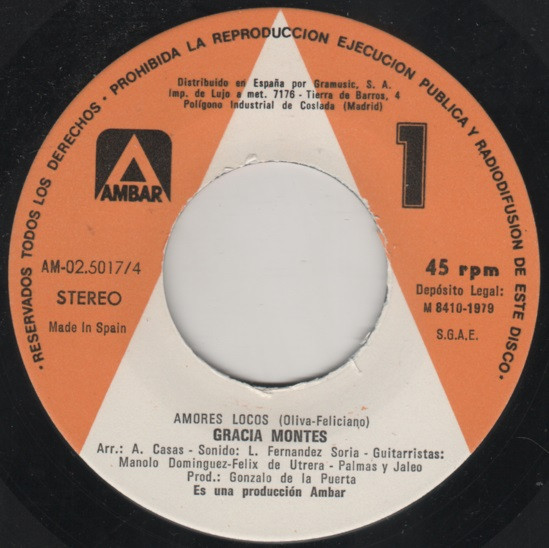 · RESERVADOS TODOS LOS DERECHOS · PROHIBIDA LA REPRODUCCION EJECUCION PUBLICA Y RADIODIFUSION DE ESTE DISCO ·
Distribuido en España por Gramusic, S. A.
Imp. de Lujo a met. 7176 - Tierra de Barros, 4
Polígono Industrial de Coslada (Madrid)
AMBAR
1
AM-02.5017/4
STEREO
Made In Spain
45 rpm
Depósito Legal:
M 8410-1979
S.G.A.E.
AMORES LOCOS (Oliva-Feliciano)
GRACIA MONTES
Arr.: A. Casas - Sonido: L. Fernandez Soria - Guitarristas:
Manolo Dominguez-Felix de Utrera - Palmas y Jaleo
Prod.: Gonzalo de la Puerta
Es una producción Ambar